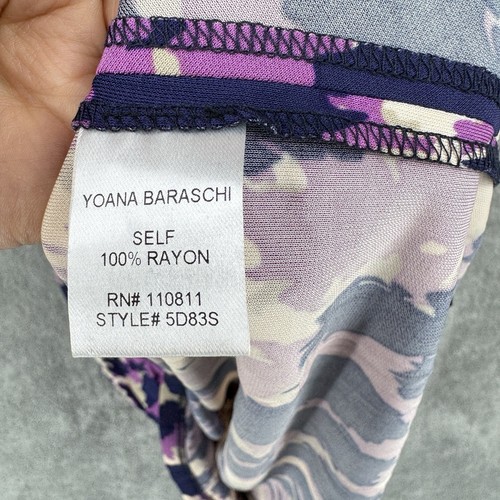 YOANA BARASCHI
SELF
100% RAYON
RN# 110811
STYLE# 5D83S